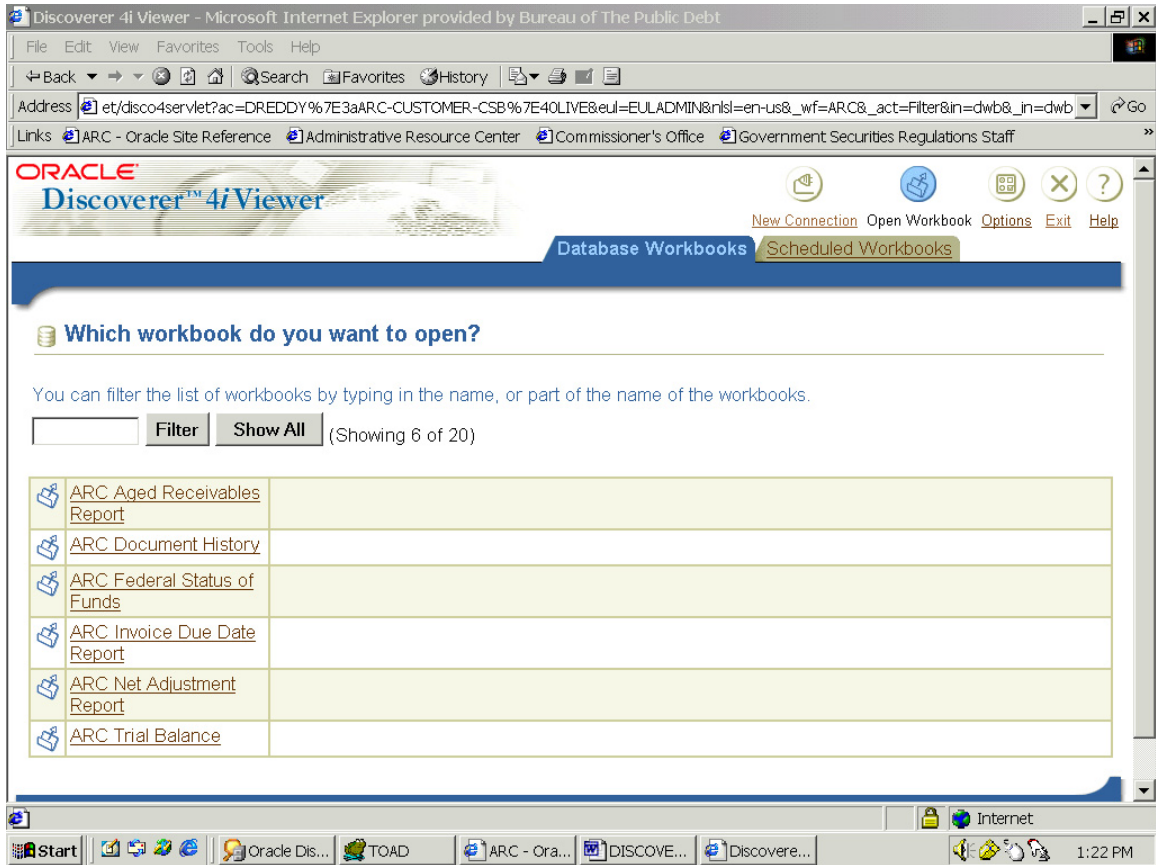 Discoverer 4i Viewer - Microsoft Internet Explorer provided by Bureau of The Public Debt
File Edit View Favorites Tools Help
Back Search Favorites History
Address et/disco4servlet?ac=DREDDY%7E3aARC-CUSTOMER-CSB%7E40LIVE&eul=EULADMIN&nlsl=en-us&_wf=ARC&_act=Filter&in=dwb&_in=dwb Go
Links ARC - Oracle Site Reference Administrative Resource Center Commissioner's Office Government Securities Regulations Staff »
ORACLE
Discoverer™ 4i Viewer
New Connection Open Workbook Options Exit Help
Database Workbooks Scheduled Workbooks
Which workbook do you want to open?
You can filter the list of workbooks by typing in the name, or part of the name of the workbooks.
Filter Show All (Showing 6 of 20)
ARC Aged Receivables
Report
ARC Document History
ARC Federal Status of
Funds
ARC Invoice Due Date
Report
ARC Net Adjustment
Report
ARC Trial Balance
Internet
Start Oracle Dis... TOAD ARC - Ora... DISCOVE... Discovere... 1:22 PM